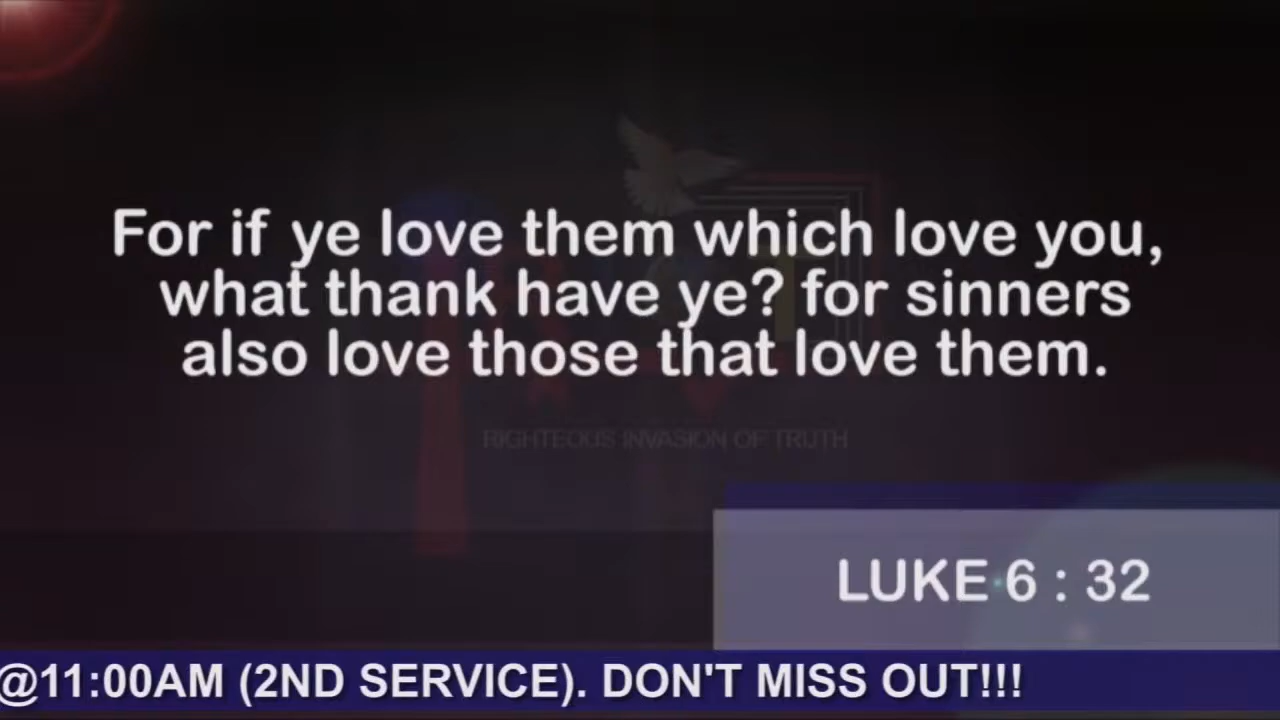 For if ye love them which love you,
what thank have ye? for sinners
also love those that love them.
RIGHTEOUS INVASION OF TRUTH
LUKE 6 : 32
@11:00AM (2ND SERVICE). DON'T MISS OUT!!!